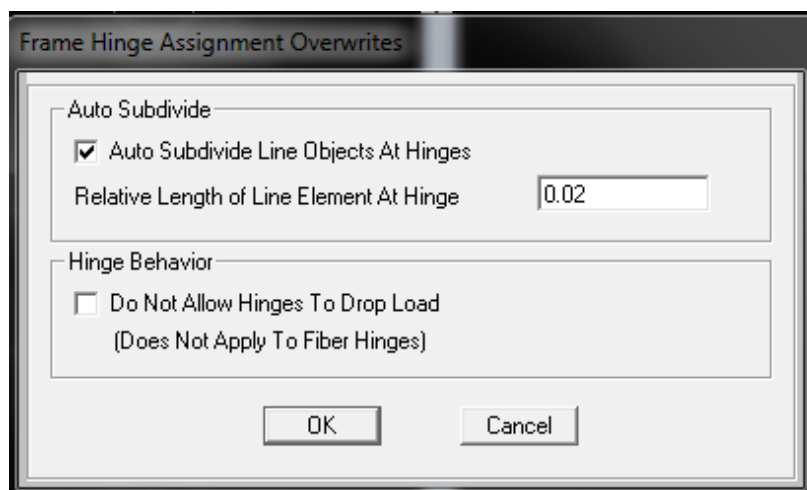 Frame Hinge Assignment Overwrites
Auto Subdivide
Auto Subdivide Line Objects At Hinges
Relative Length of Line Element At Hinge 0.02
Hinge Behavior
Do Not Allow Hinges To Drop Load
(Does Not Apply To Fiber Hinges)
OK Cancel